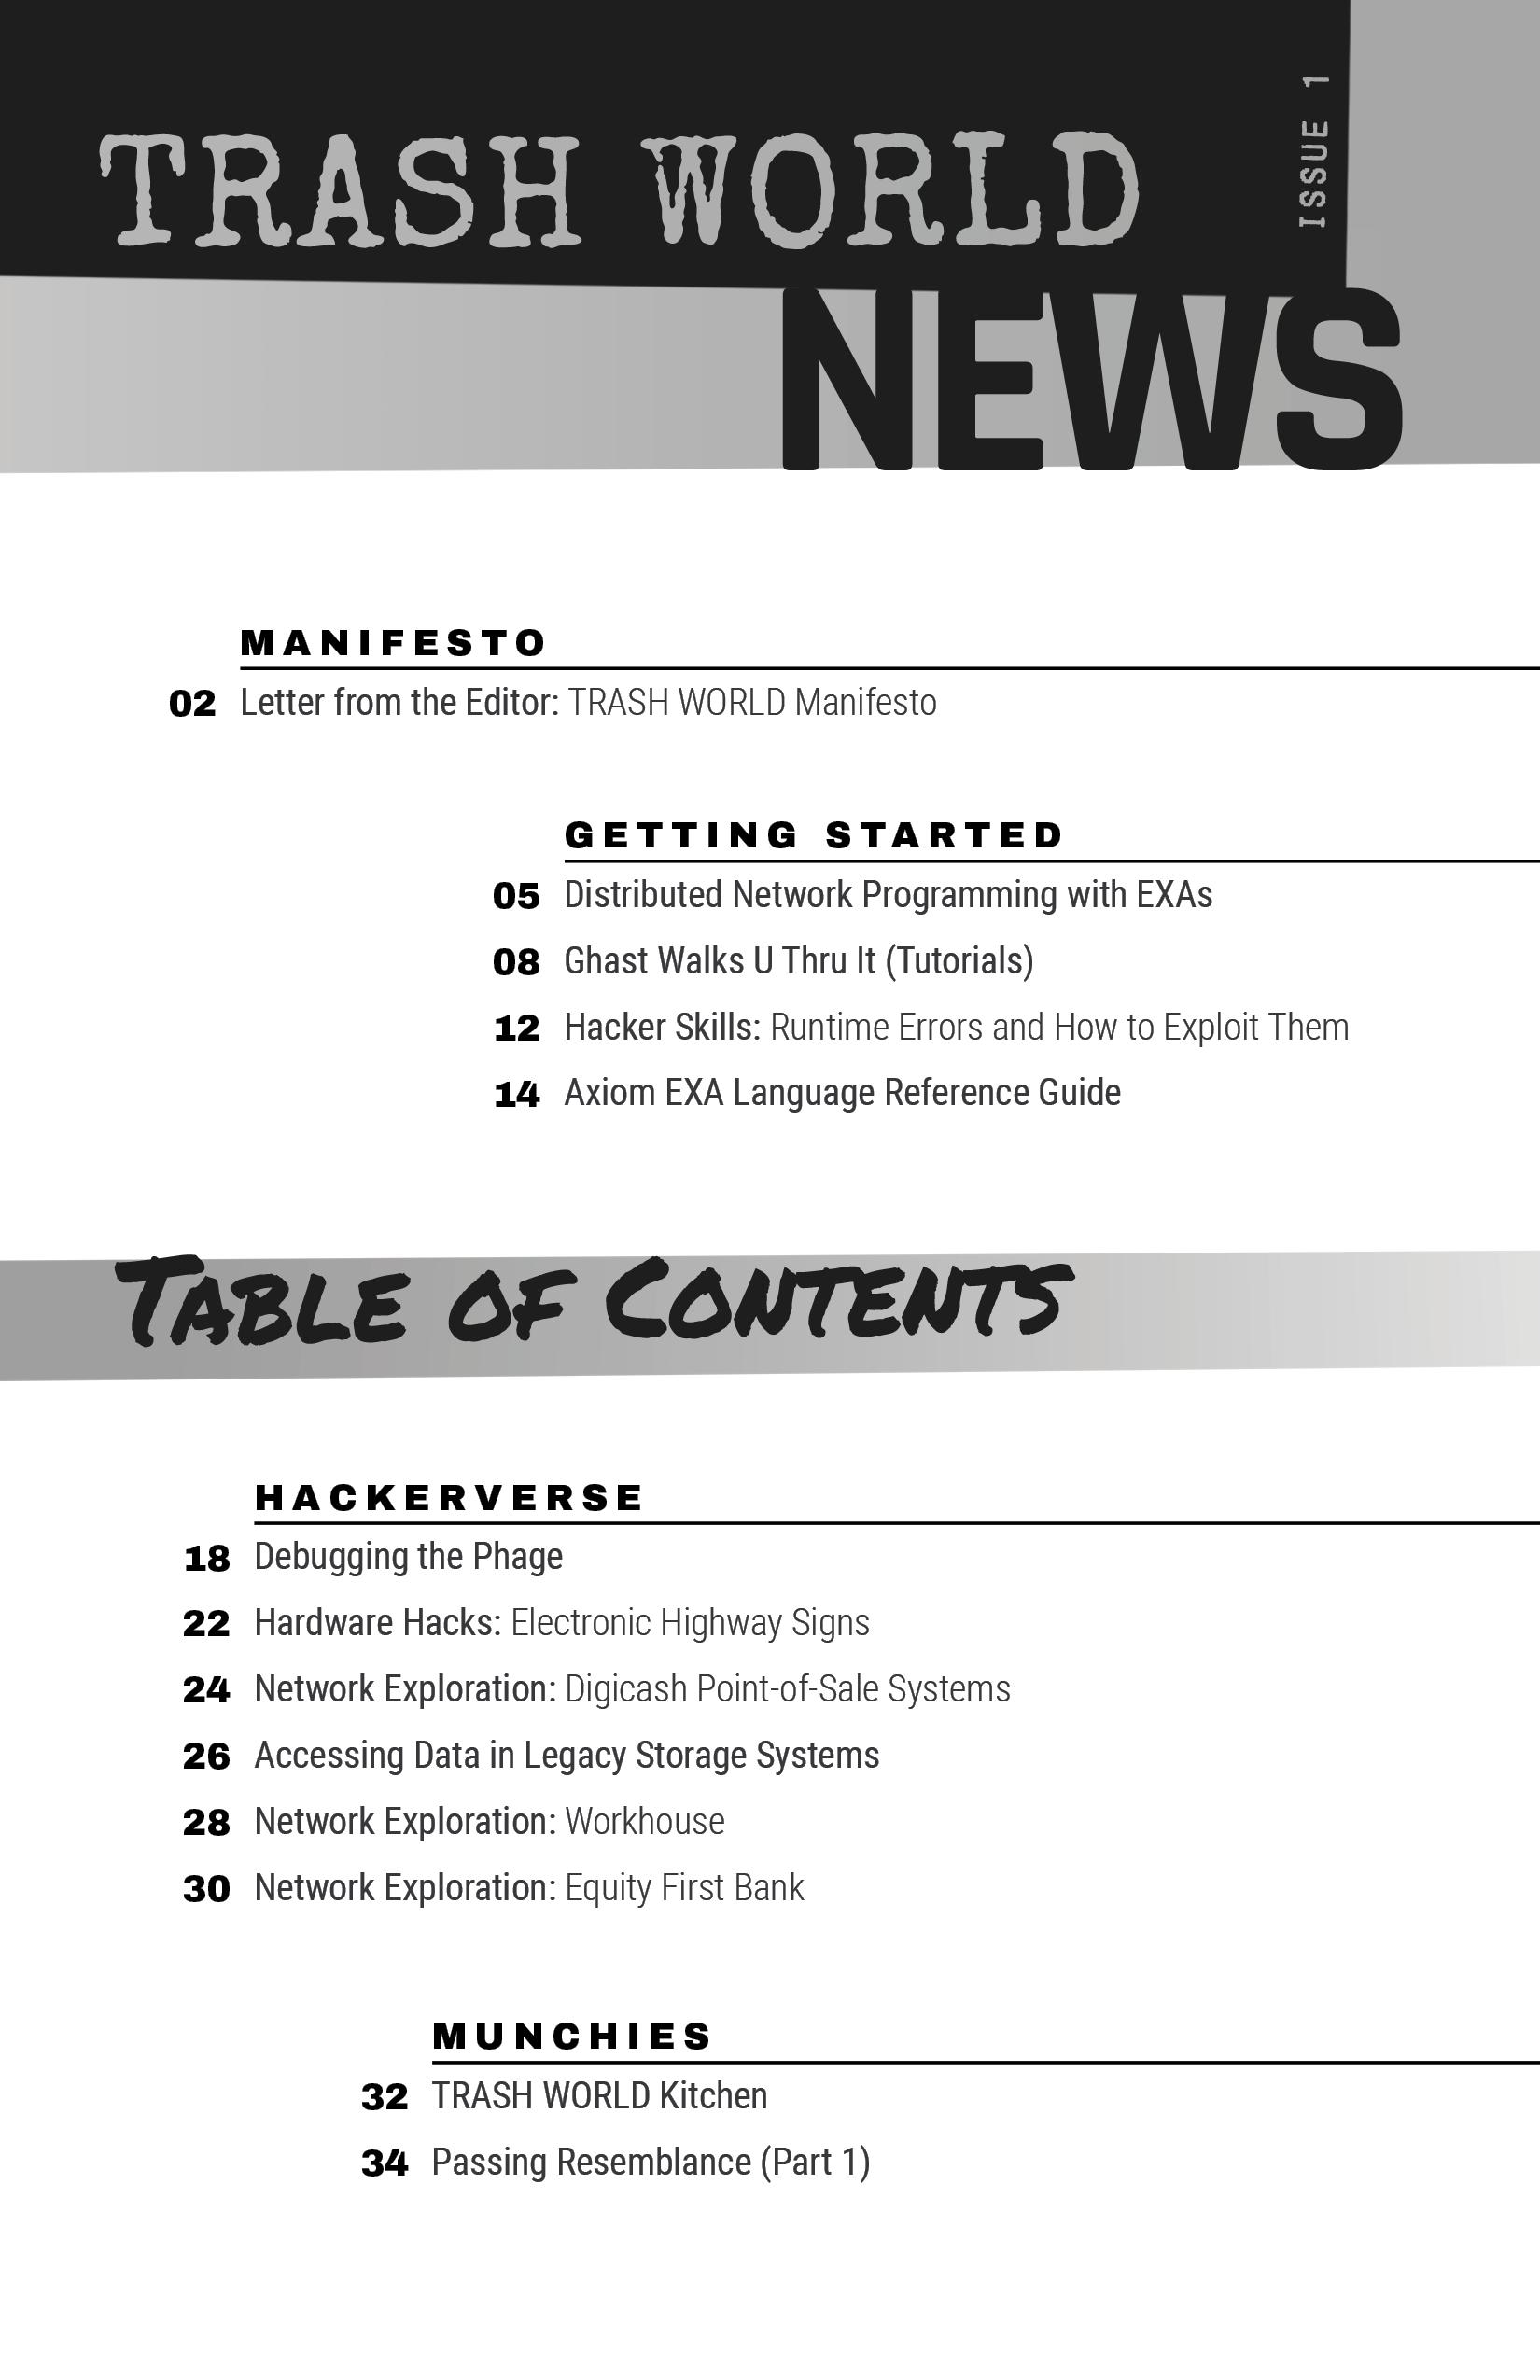 TRASH WORLD
ISSUE 1
NEWS
MANIFESTO
02 Letter from the Editor: TRASH WORLD Manifesto
GETTING STARTED
05 Distributed Network Programming with EXAs
08 Ghast Walks U Thru It (Tutorials)
12 Hacker Skills: Runtime Errors and How to Exploit Them
14 Axiom EXA Language Reference Guide
TABLE OF CONTENTS
HACKERVERSE
18 Debugging the Phage
22 Hardware Hacks: Electronic Highway Signs
24 Network Exploration: Digicash Point-of-Sale Systems
26 Accessing Data in Legacy Storage Systems
28 Network Exploration: Workhouse
30 Network Exploration: Equity First Bank
MUNCHIES
32 TRASH WORLD Kitchen
34 Passing Resemblance (Part 1)